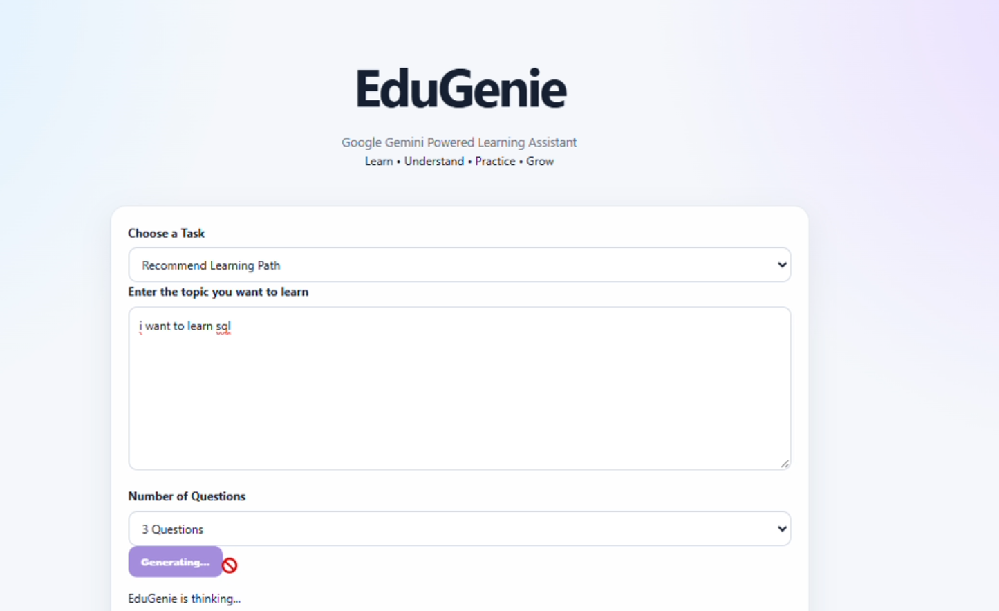 EduGenie
Google Gemini Powered Learning Assistant
Learn • Understand • Practice • Grow
Choose a Task
Recommend Learning Path
Enter the topic you want to learn
i want to learn sql
Number of Questions
3 Questions
Generating...
EduGenie is thinking...